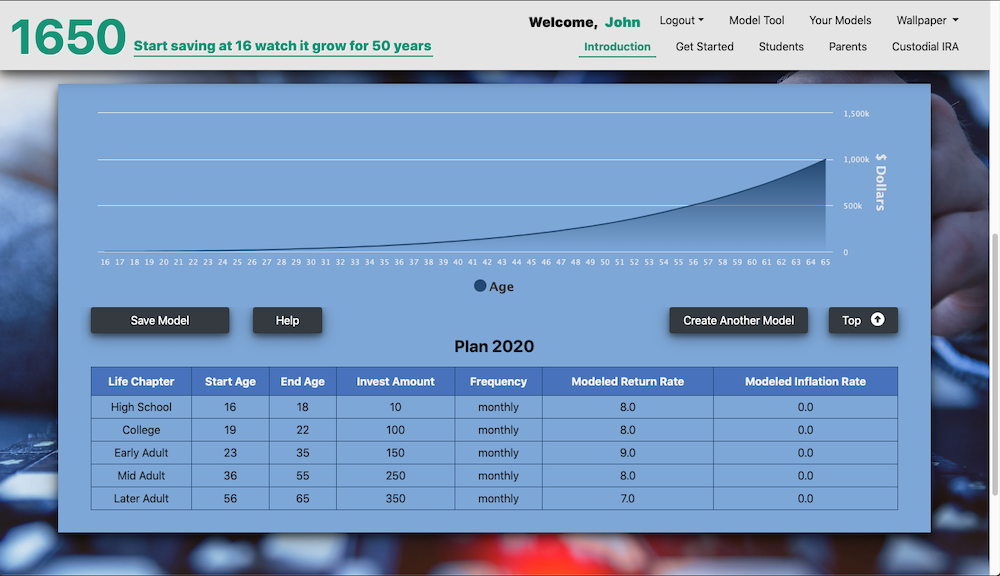 1650 Start saving at 16 watch it grow for 50 years
Welcome, John Logout Model Tool Your Models Wallpaper
Introduction Get Started Students Parents Custodial IRA
1,500k
1,000k
500k
0
$ Dollars
16 17 18 19 20 21 22 23 24 25 26 27 28 29 30 31 32 33 34 35 36 37 38 39 40 41 42 43 44 45 46 47 48 49 50 51 52 53 54 55 56 57 58 59 60 61 62 63 64 65
Age
Save Model Help Create Another Model Top
Plan 2020
Life Chapter Start Age End Age Invest Amount Frequency Modeled Return Rate Modeled Inflation Rate
High School 16 18 10 monthly 8.0 0.0
College 19 22 100 monthly 8.0 0.0
Early Adult 23 35 150 monthly 9.0 0.0
Mid Adult 36 55 250 monthly 8.0 0.0
Later Adult 56 65 350 monthly 7.0 0.0